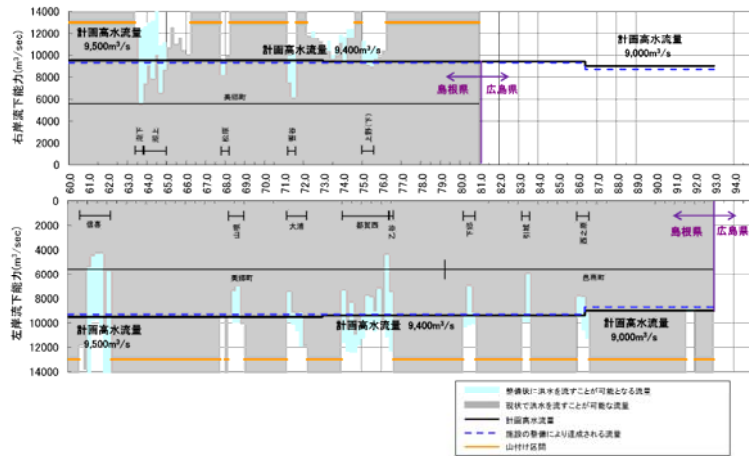 14000
12000
10000
8000
6000
4000
2000
0
右岸流下能力(m³/sec)
計画高水流量
9,500m³/s
計画高水流量 9,400m³/s
計画高水流量
9,000m³/s
美郷町
島根県
広島県
上野(下)
60.0
61.0
62.0
63.0
64.0
65.0
66.0
67.0
68.0
69.0
70.0
71.0
72.0
73.0
74.0
75.0
76.0
77.0
78.0
79.0
80.0
81.0
82.0
83.0
84.0
85.0
86.0
87.0
88.0
89.0
90.0
91.0
92.0
93.0
94.0
0
2000
4000
6000
8000
10000
12000
14000
左岸流下能力(m³/sec)
信喜
大浦
都賀西
美郷町
邑南町
島根県
広島県
計画高水流量
9,500m³/s
計画高水流量 9,400m³/s
計画高水流量
9,000m³/s
整備後に洪水を流すことが可能となる流量
現状で洪水を流すことが可能な流量
計画高水流量
施設の整備により達成される流量
山付け区間